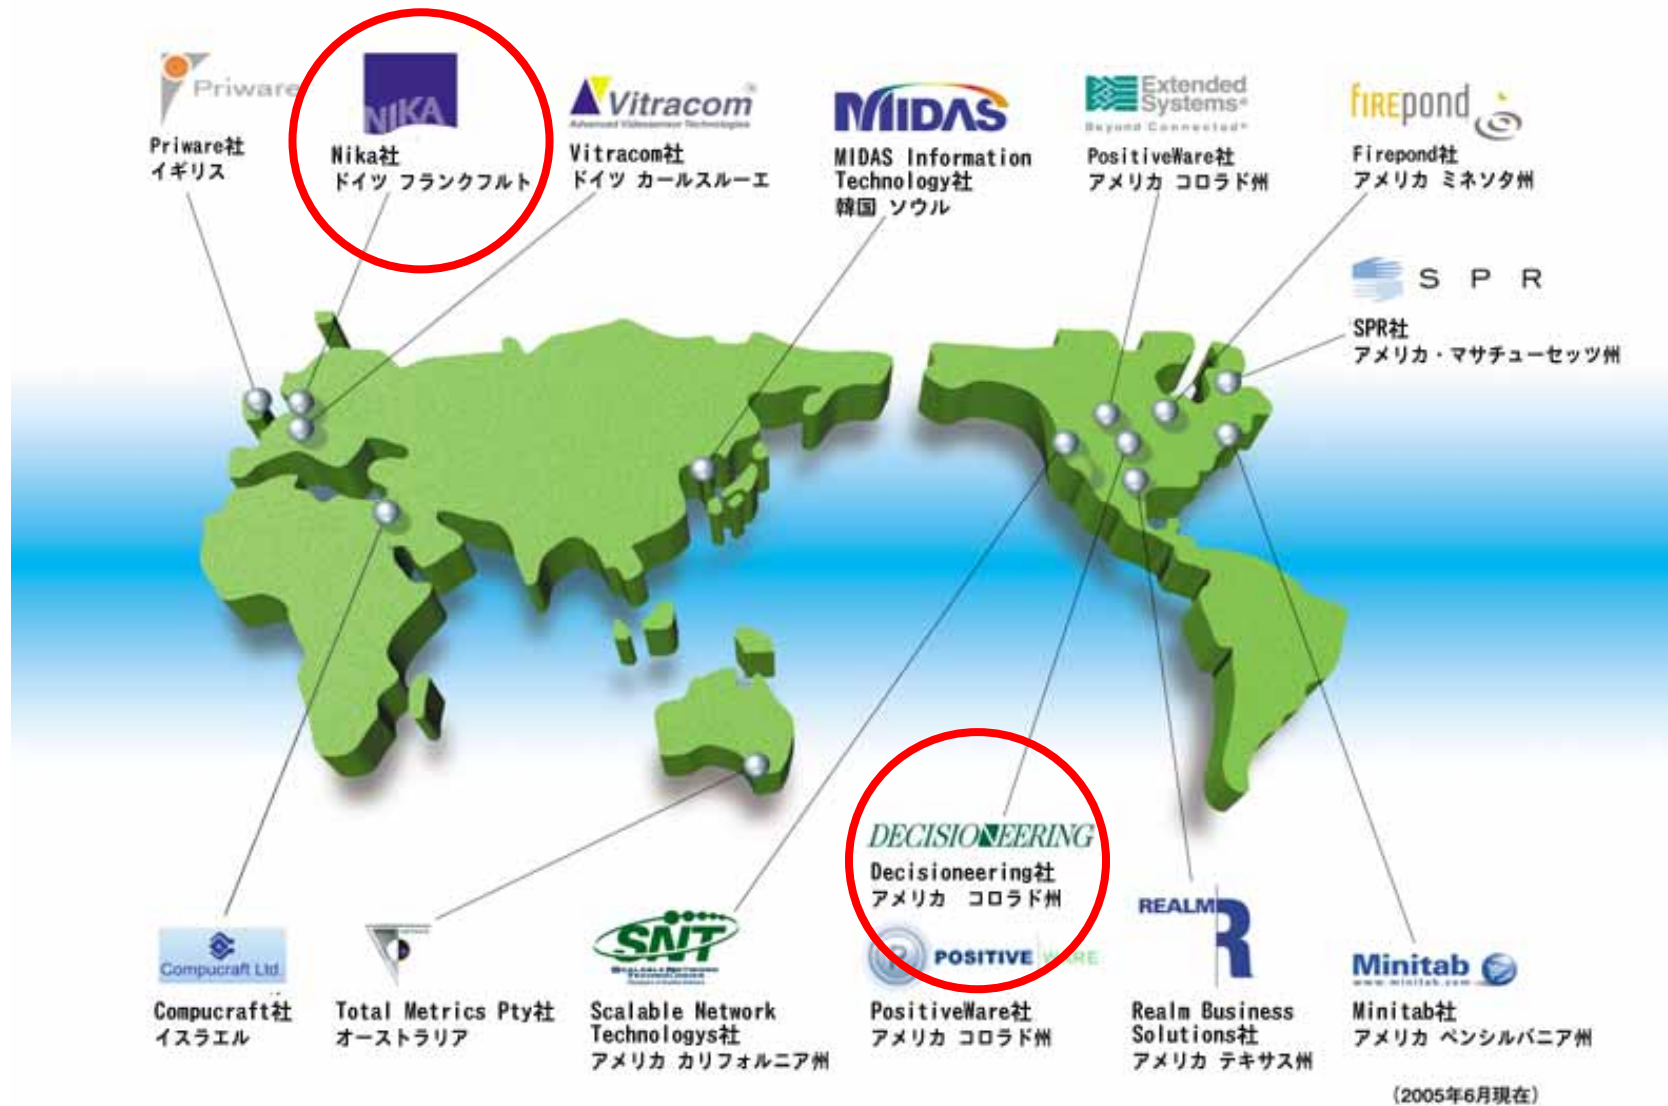 Priware
Priware社
イギリス
NIKA
Nika社
ドイツ フランクフルト
Vitracom®
Advanced Videosensor Technologies
Vitracom社
ドイツ カールスルーエ
MIDAS
MIDAS Information
Technology社
韓国 ソウル
Extended
Systems®
Beyond Connected®
PositiveWare社
アメリカ コロラド州
FIREpond
Firepond社
アメリカ ミネソタ州
SPR
SPR社
アメリカ・マサチューセッツ州
Compucraft Ltd.
Compucraft社
イスラエル
Total Metrics Pty社
オーストラリア
SNT
SCALABLE NETWORK
TECHNOLOGIES
Scalable Network
Technologys社
アメリカ カリフォルニア州
DECISIONEERING
Decisioneering社
アメリカ コロラド州
P
POSITIVE WARE
PositiveWare社
アメリカ コロラド州
REALM
R
Realm Business
Solutions社
アメリカ テキサス州
Minitab
www.minitab.com
Minitab社
アメリカ ペンシルバニア州
(2005年6月現在)